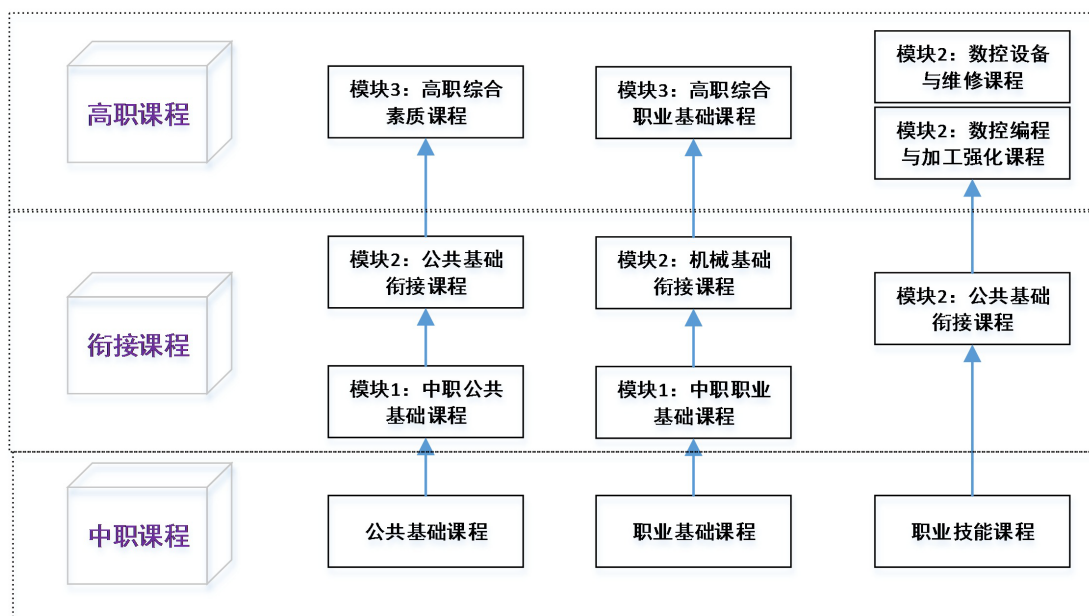 高职课程
模块3：高职综合
素质课程
模块3：高职综合
职业基础课程
模块2：数控设备
与维修课程
模块2：数控编程
与加工强化课程
衔接课程
模块2：公共基础
衔接课程
模块2：机械基础
衔接课程
模块2：公共基础
衔接课程
模块1：中职公共
基础课程
模块1：中职职业
基础课程
中职课程
公共基础课程
职业基础课程
职业技能课程